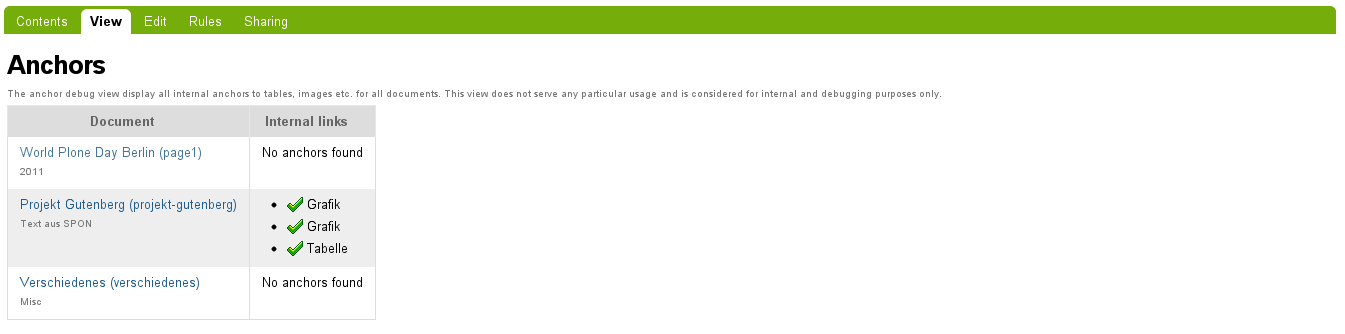 Contents View Edit Rules Sharing
Anchors
The anchor debug view display all internal anchors to tables, images etc. for all documents. This view does not serve any particular usage and is considered for internal and debugging purposes only.
Document Internal links
World Plone Day Berlin (page1) No anchors found
2011
Projekt Gutenberg (projekt-gutenberg) Grafik
Text aus SPON Grafik
Tabelle
Verschiedenes (verschiedenes) No anchors found
Misc